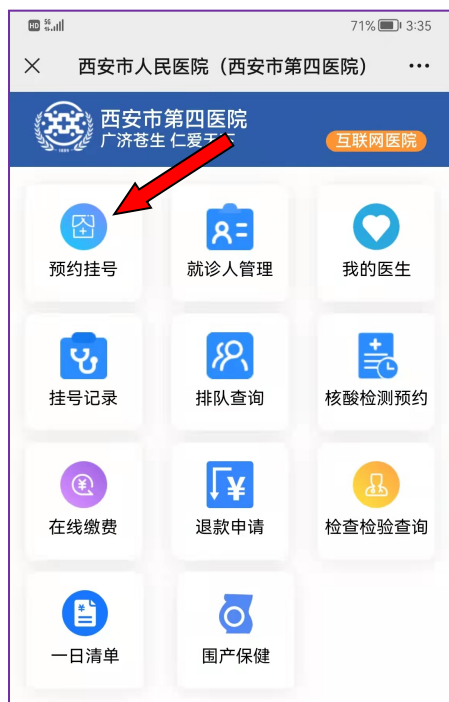 HD 5G 71% 3:35
西安市人民医院（西安市第四医院）
西安市第四医院
广济苍生 仁爱天
互联网医院
预约挂号 就诊人管理 我的医生
挂号记录 排队查询 核酸检测预约
在线缴费 退款申请 检查检验查询
一日清单 围产保健